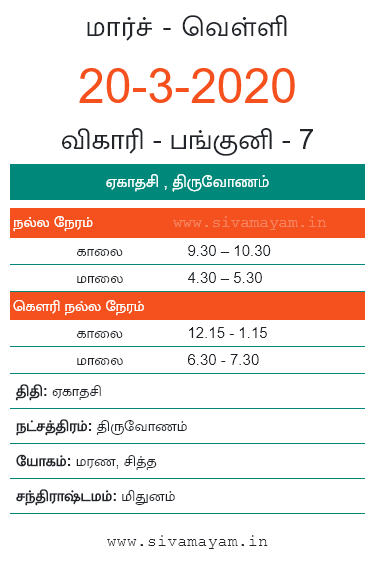 மார்ச் - வெள்ளி
20-3-2020
விகாரி - பங்குனி - 7
ஏகாதசி , திருவோணம்
நல்ல நேரம் www.sivamayam.in
காலை 9.30 – 10.30
மாலை 4.30 – 5.30
கௌரி நல்ல நேரம்
காலை 12.15 - 1.15
மாலை 6.30 - 7.30
திதி: ஏகாதசி
நட்சத்திரம்: திருவோணம்
யோகம்: மரண, சித்த
சந்திராஷ்டமம்: மிதுனம்
www.sivamayam.in